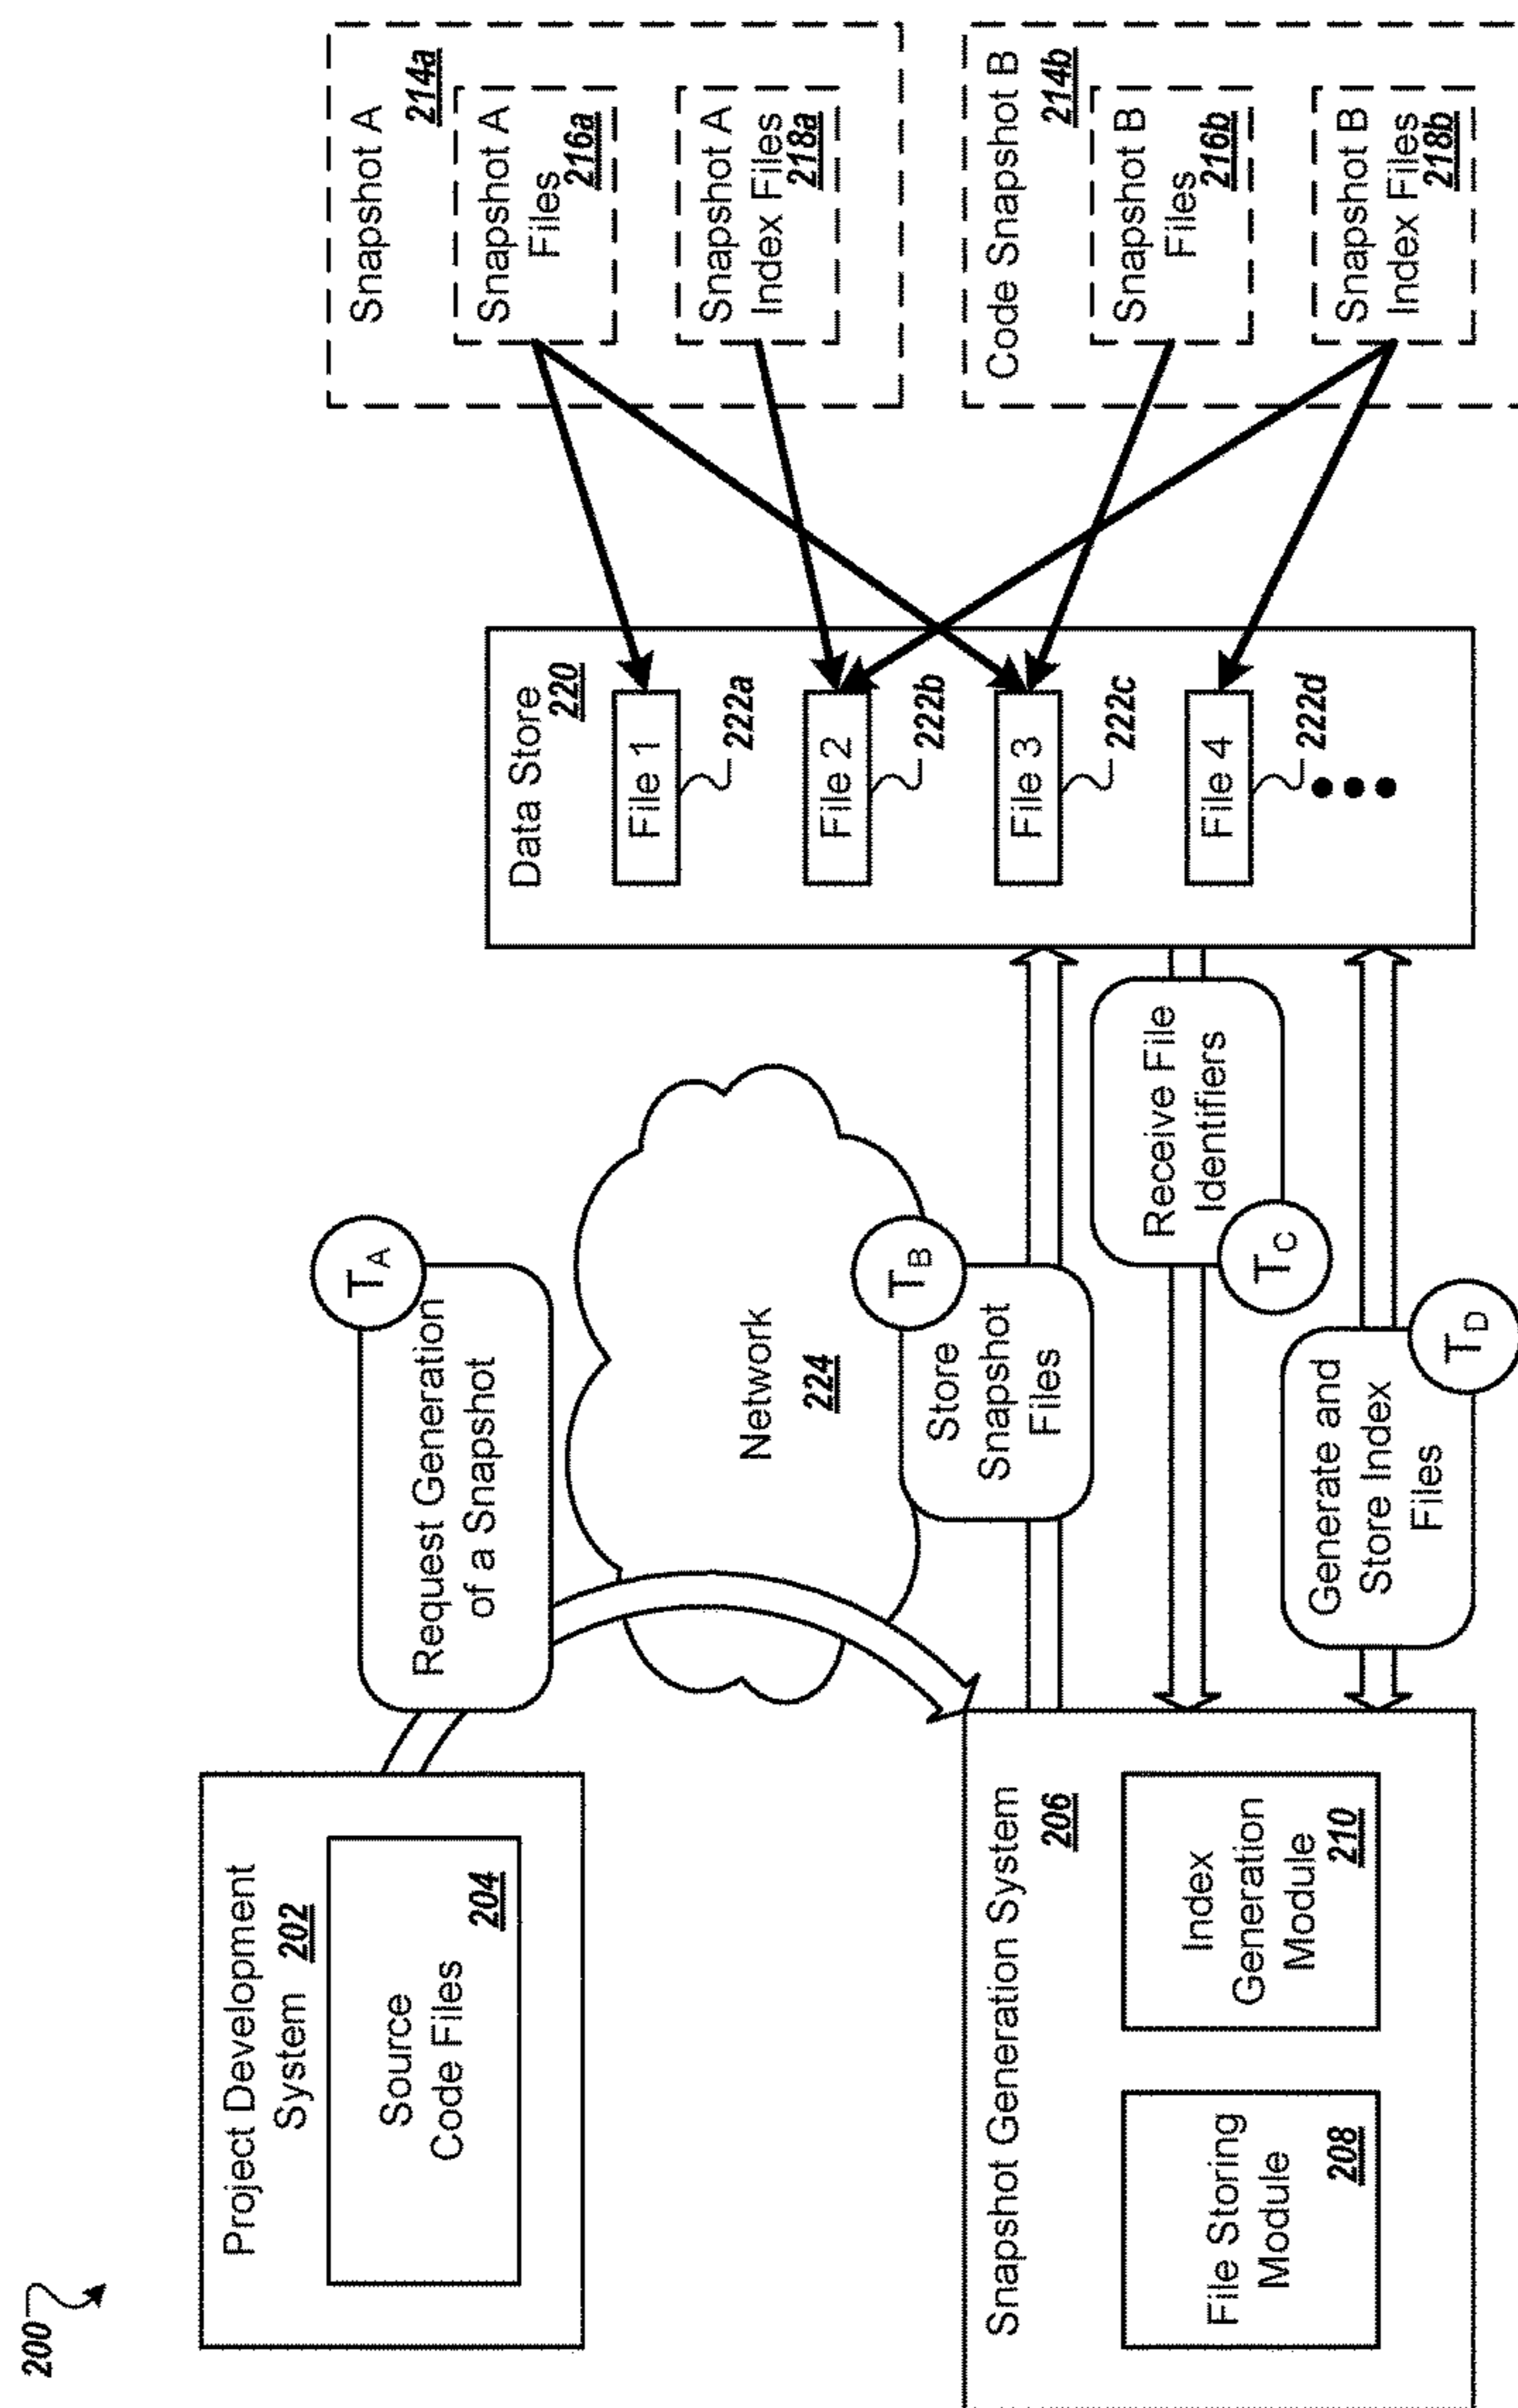 200
Project Development
System 202
Source
Code Files
204
Request Generation
of a Snapshot
TA
Network
224
Snapshot Generation System
206
File Storing
Module
208
Index
Generation
Module
210
Store
Snapshot
Files
TB
Receive File
Identifiers
TC
Generate and
Store Index
Files
TD
Data Store
220
File 1
222a
File 2
222b
File 3
222c
File 4
222d
Snapshot A
214a
Snapshot A
Files
216a
Snapshot A
Index Files
218a
Code Snapshot B
214b
Snapshot B
Files
216b
Snapshot B
Index Files
218b